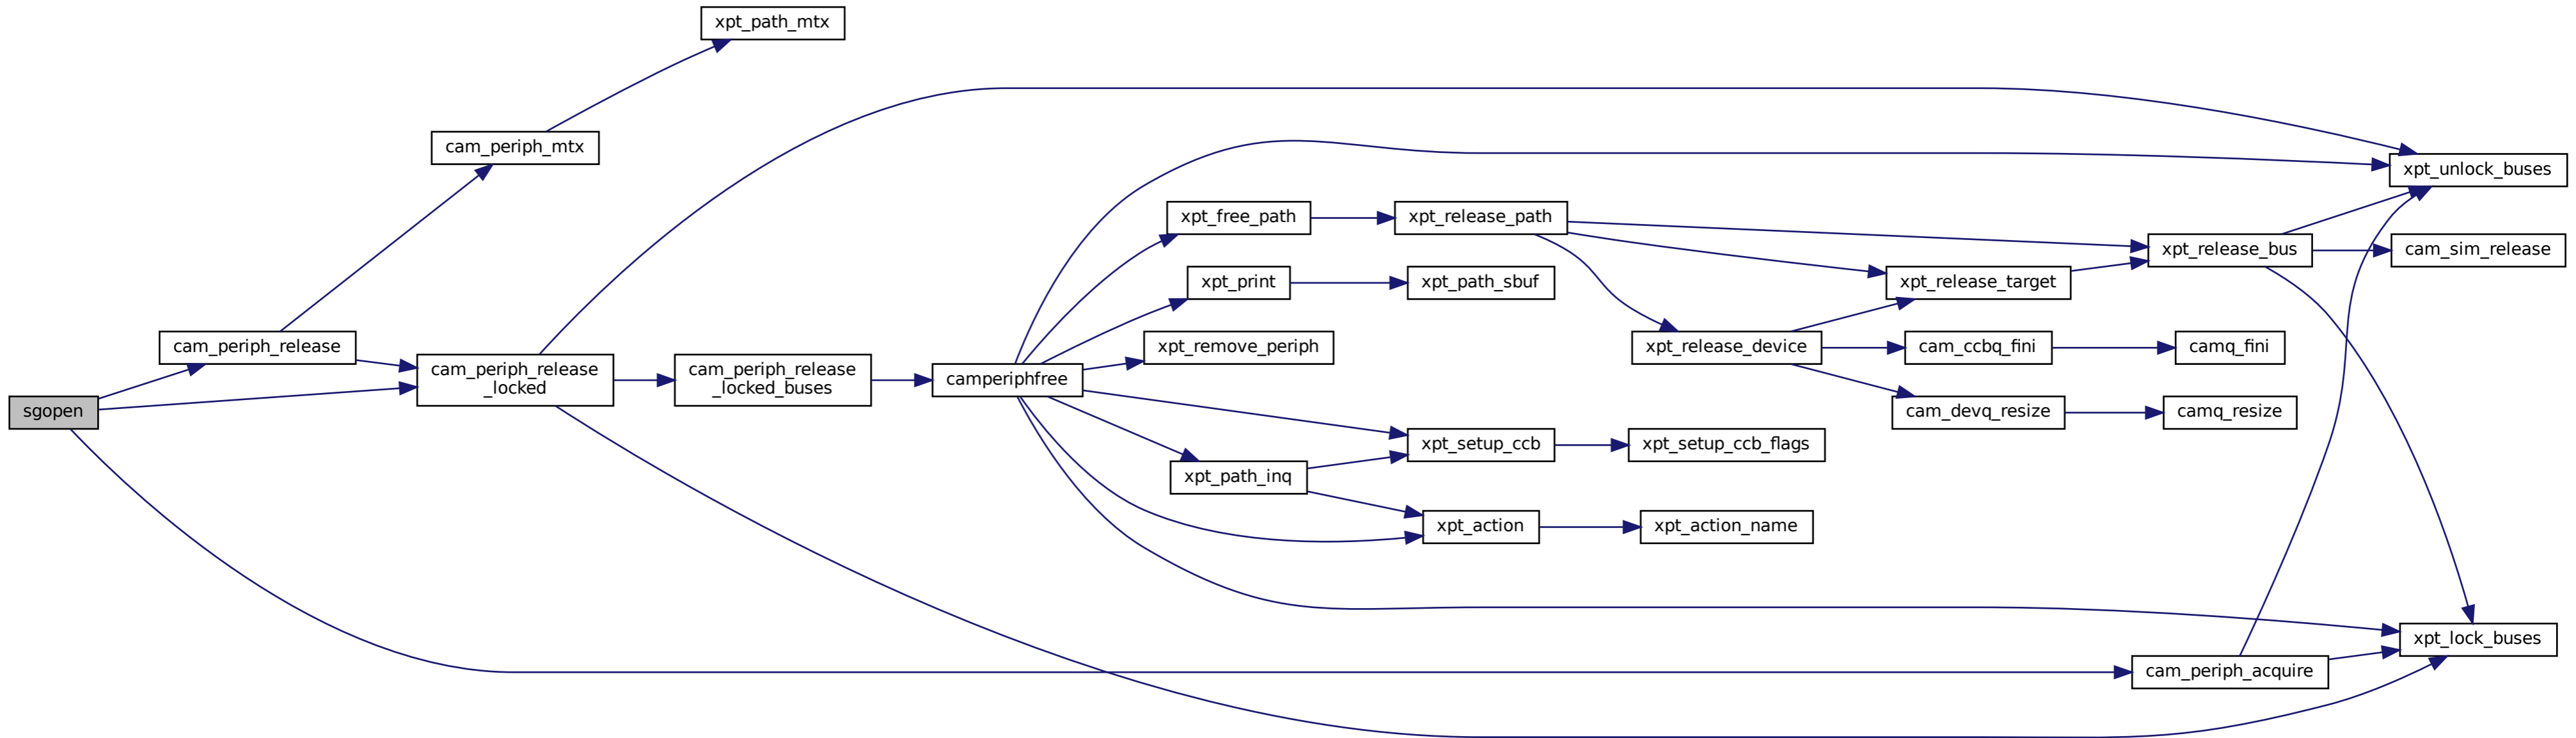 xpt_path_mtx
cam_periph_mtx
xpt_unlock_buses
xpt_free_path
xpt_release_path
xpt_release_bus
cam_sim_release
xpt_print
xpt_path_sbuf
xpt_release_target
cam_periph_release
xpt_remove_periph
xpt_release_device
cam_ccbq_fini
camq_fini
cam_periph_release
_locked
cam_periph_release
_locked_buses
camperiphfree
sgopen
cam_devq_resize
camq_resize
xpt_setup_ccb
xpt_setup_ccb_flags
xpt_path_inq
xpt_action
xpt_action_name
xpt_lock_buses
cam_periph_acquire